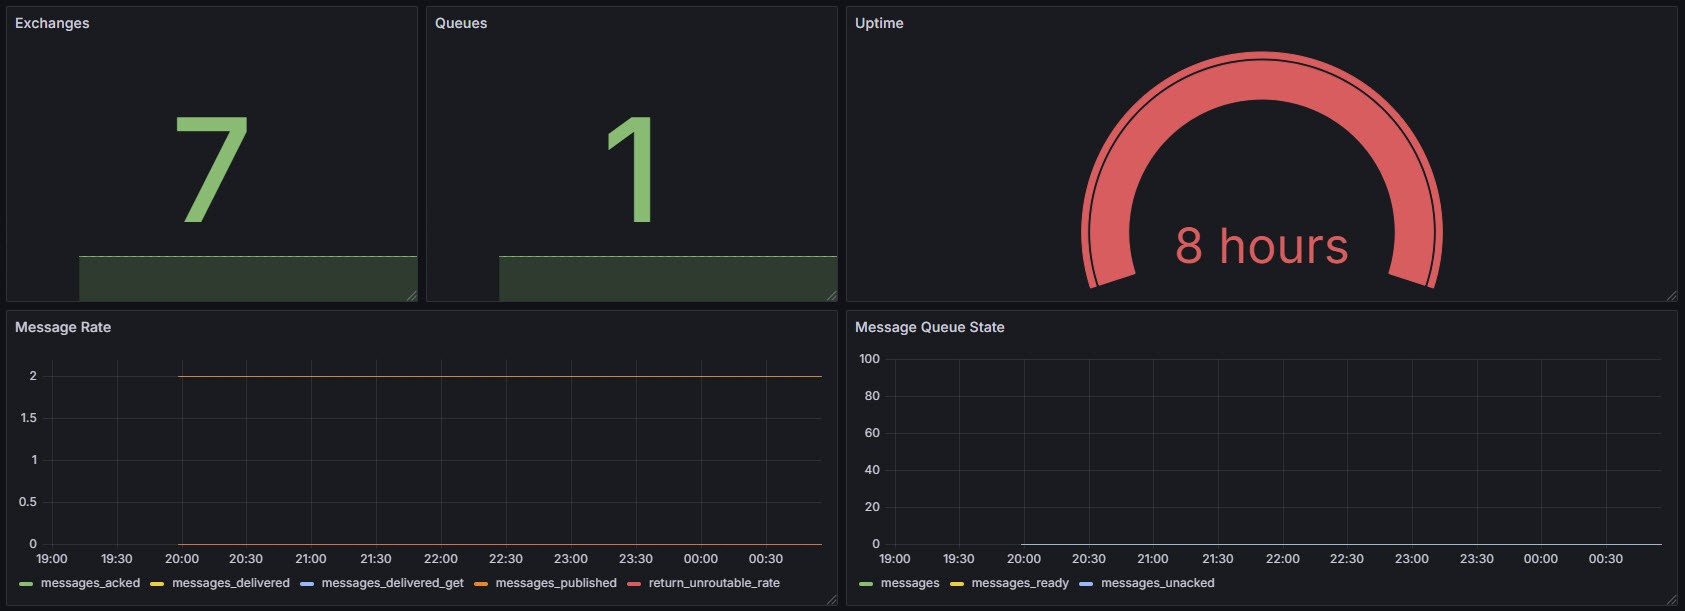 Exchanges
7
Queues
1
Uptime
8 hours
Message Rate
2
1.5
1
0.5
0
19:00 19:30 20:00 20:30 21:00 21:30 22:00 22:30 23:00 23:30 00:00 00:30
messages_acked messages_delivered messages_delivered_get messages_published return_unroutable_rate
Message Queue State
100
80
60
40
20
0
19:00 19:30 20:00 20:30 21:00 21:30 22:00 22:30 23:00 23:30 00:00 00:30
messages messages_ready messages_unacked